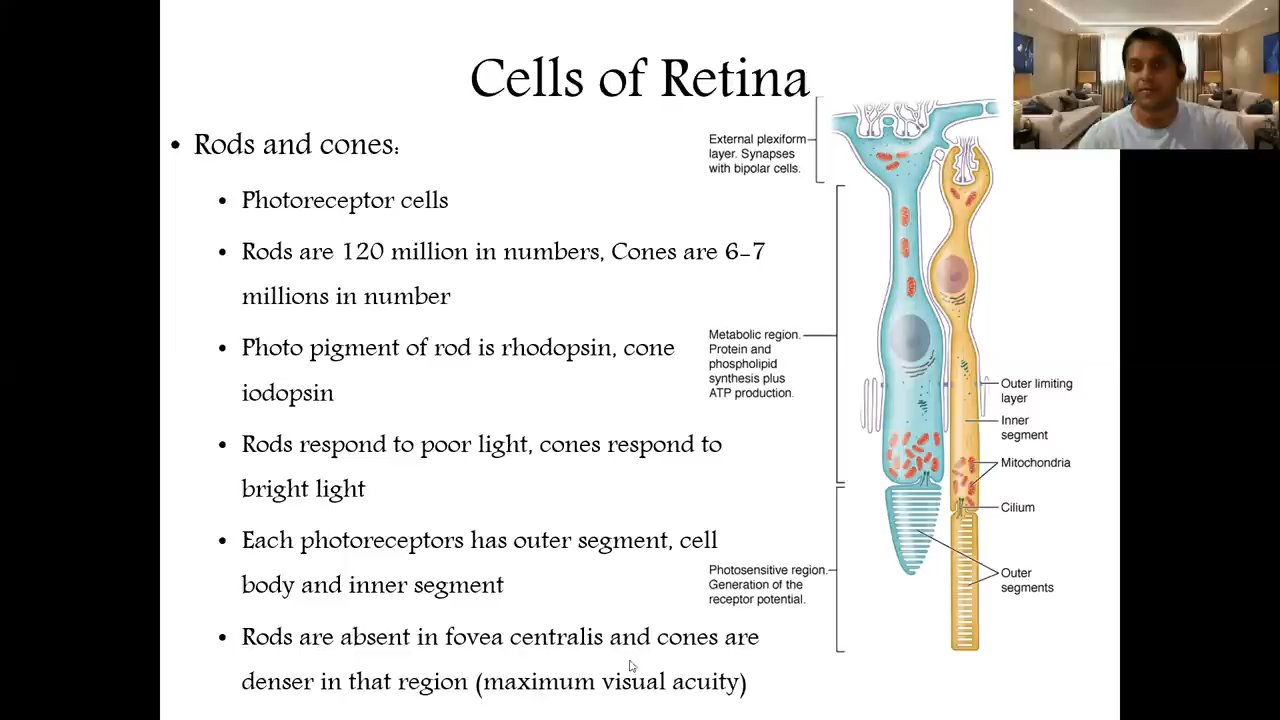 Cells of Retina
• Rods and cones:
• Photoreceptor cells
• Rods are 120 million in numbers, Cones are 6-7
millions in number
• Photo pigment of rod is rhodopsin, cone
iodopsin
• Rods respond to poor light, cones respond to
bright light
• Each photoreceptors has outer segment, cell
body and inner segment
• Rods are absent in fovea centralis and cones are
denser in that region (maximum visual acuity)
External plexiform
layer. Synapses
with bipolar cells.
Metabolic region.
Protein and
phospholipid
synthesis plus
ATP production.
Photosensitive region.
Generation of the
receptor potential.
Outer limiting
layer
Inner
segment
Mitochondria
Cilium
Outer
segments